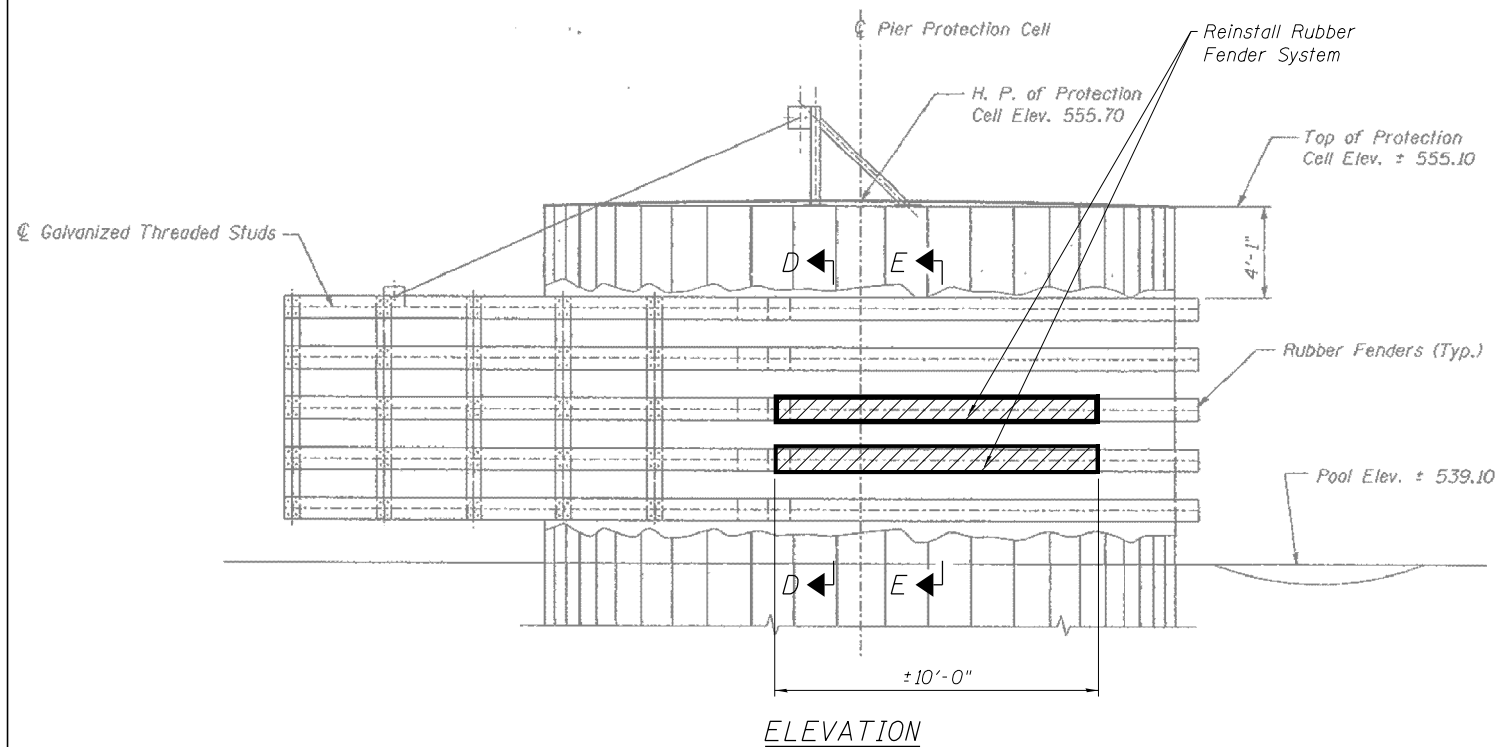 ℄ Pier Protection Cell
Reinstall Rubber
Fender System
H. P. of Protection
Cell Elev. 555.70
Top of Protection
Cell Elev. ± 555.10
℄ Galvanized Threaded Studs
D
E
4'-1"
Rubber Fenders (Typ.)
Pool Elev. ± 539.10
D
E
±10'-0"
ELEVATION